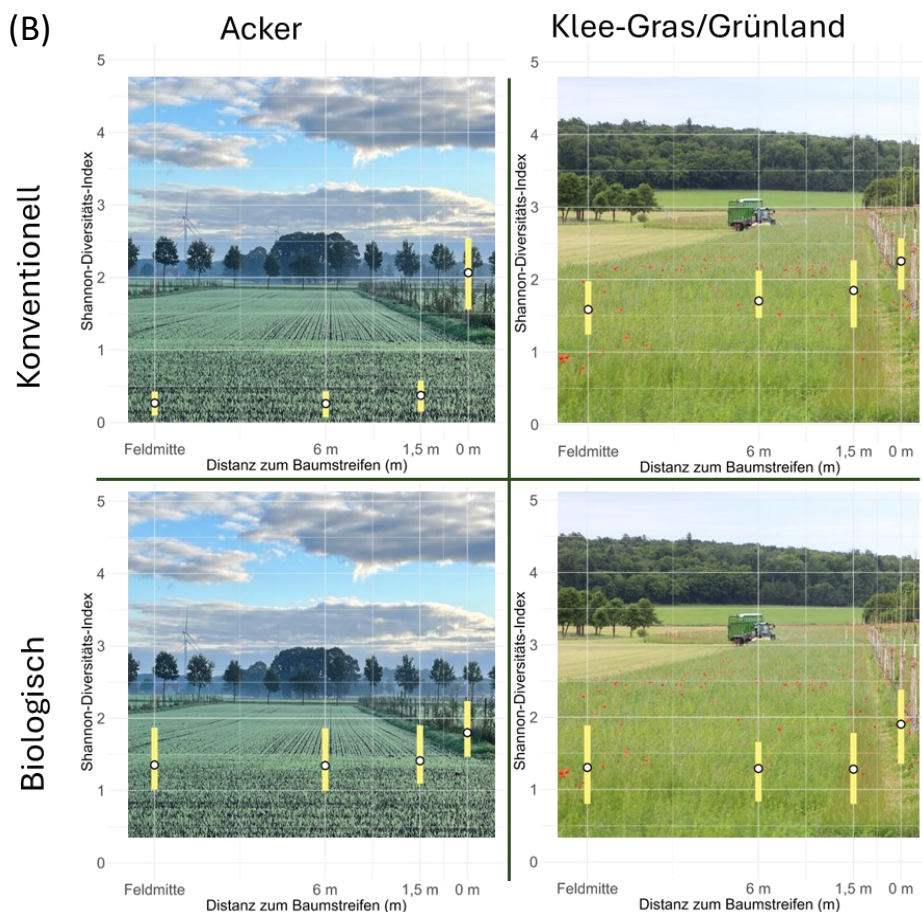 (B)
Acker
Klee-Gras/Grünland
Konventionell
Shannon-Diversitäts-Index
5
4
3
2
1
0
Feldmitte 6 m 1,5 m 0 m
Distanz zum Baumstreifen (m)
Shannon-Diversitäts-Index
5
4
3
2
1
0
Feldmitte 6 m 1,5 m 0 m
Distanz zum Baumstreifen (m)
Biologisch
Shannon-Diversitäts-Index
5
4
3
2
1
0
Feldmitte 6 m 1,5 m 0 m
Distanz zum Baumstreifen (m)
Shannon-Diversitäts-Index
5
4
3
2
1
0
Feldmitte 6 m 1,5 m 0 m
Distanz zum Baumstreifen (m)